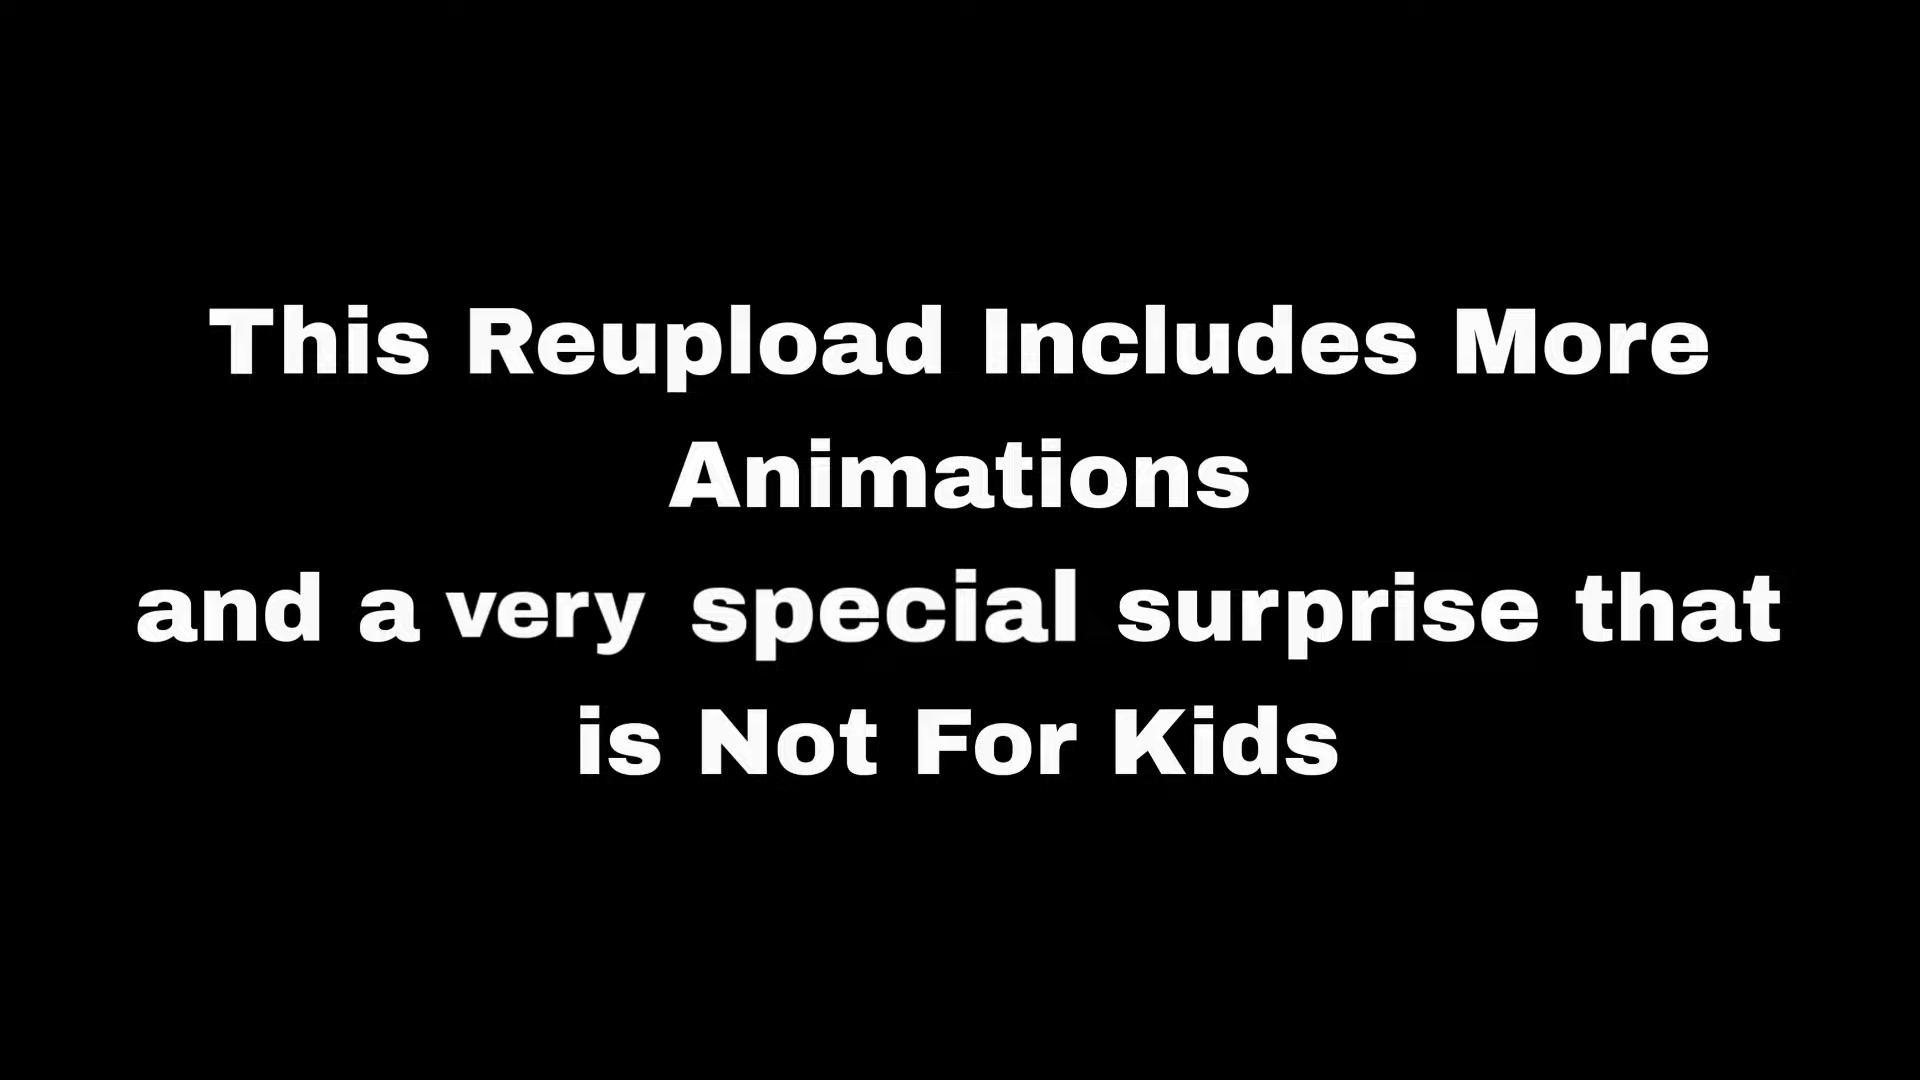 This Reupload Includes More
Animations
and a very special surprise that
is Not For Kids